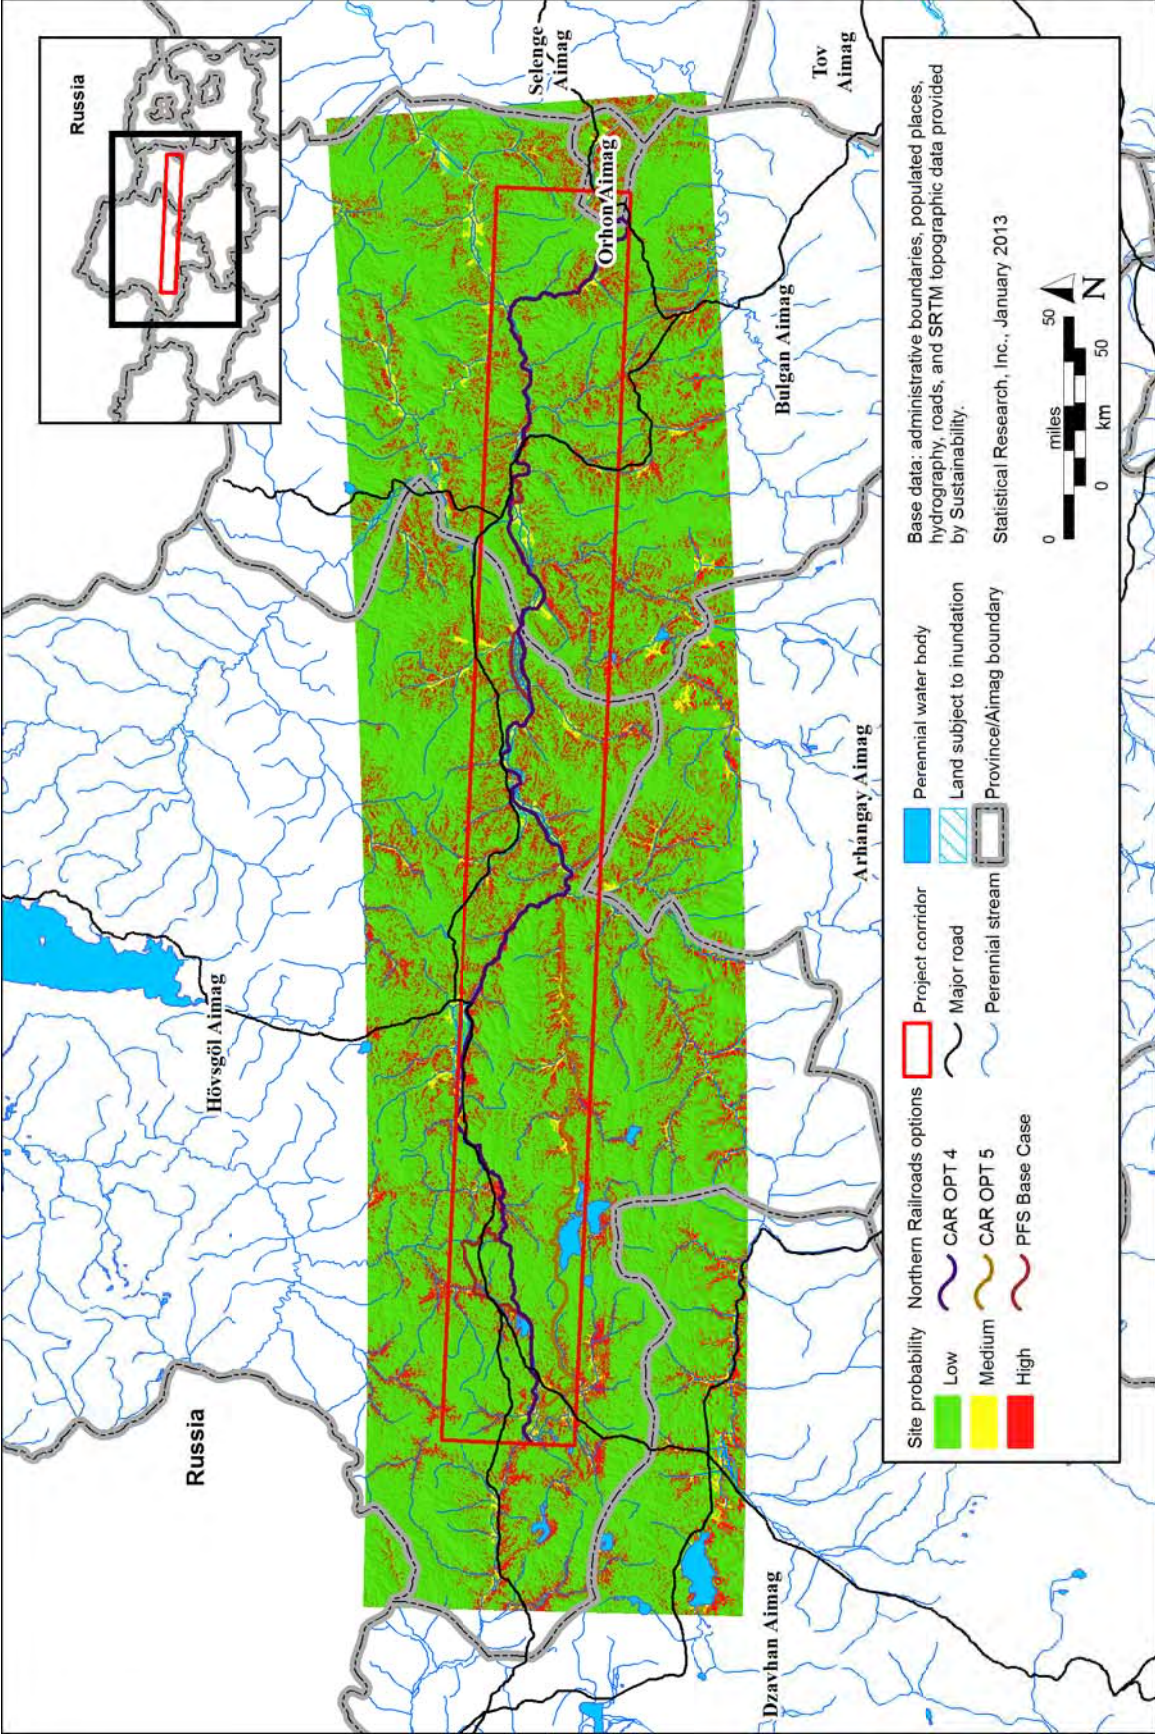 Russia
Selenge
Aimag
Tov
Aimag
Orhon Aimag
Bulgan Aimag
Hövsgöl Aimag
Arhangay Aimag
Russia
Dzavhan Aimag
Site probability
Low
Medium
High
Northern Railroads options
CAR OPT 4
CAR OPT 5
PFS Base Case
Project corridor
Major road
Perennial stream
Perennial water body
Land subject to inundation
Province/Aimag boundary
Base data: administrative boundaries, populated places,
hydrography, roads, and SRTM topographic data provided
by Sustainability.
Statistical Research, Inc., January 2013
0 miles 50
0 km 50
N